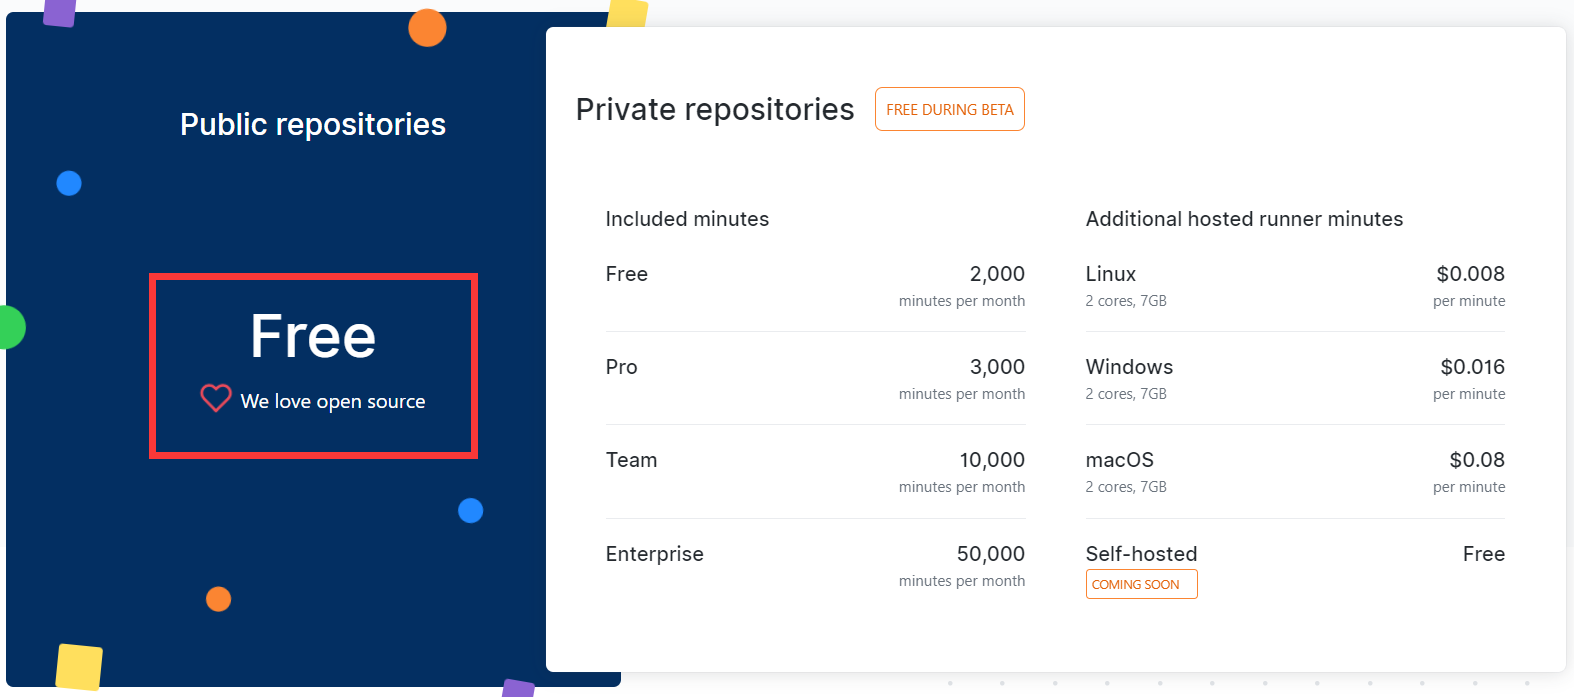 Public repositories
Free
We love open source
Private repositories
FREE DURING BETA
Included minutes
Free 2,000
minutes per month
Pro 3,000
minutes per month
Team 10,000
minutes per month
Enterprise 50,000
minutes per month
Additional hosted runner minutes
Linux $0.008
2 cores, 7GB per minute
Windows $0.016
2 cores, 7GB per minute
macOS $0.08
2 cores, 7GB per minute
Self-hosted Free
COMING SOON